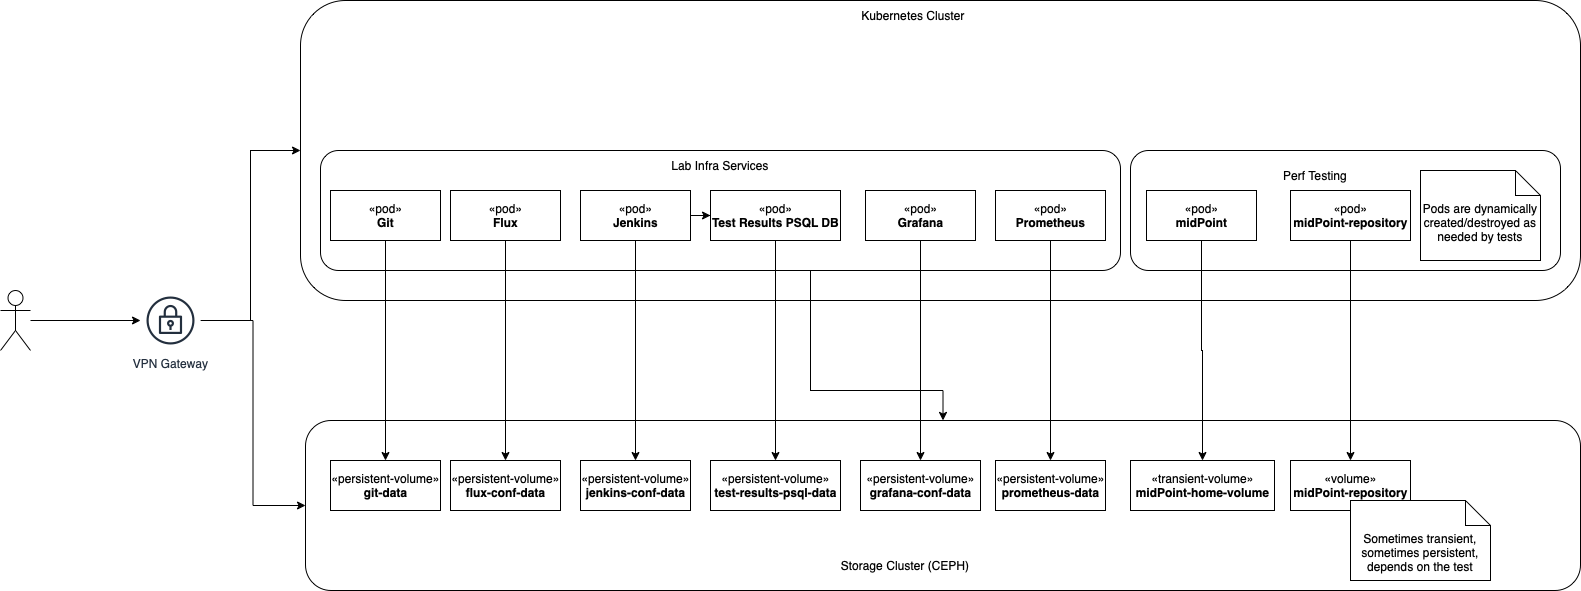 Kubernetes Cluster
Lab Infra Services
«pod»
Git
«pod»
Flux
«pod»
Jenkins
«pod»
Test Results PSQL DB
«pod»
Grafana
«pod»
Prometheus
Perf Testing
«pod»
midPoint
«pod»
midPoint-repository
Pods are dynamically
created/destroyed as
needed by tests
VPN Gateway
«persistent-volume»
git-data
«persistent-volume»
flux-conf-data
«persistent-volume»
jenkins-conf-data
«persistent-volume»
test-results-psql-data
«persistent-volume»
grafana-conf-data
«persistent-volume»
prometheus-data
«transient-volume»
midPoint-home-volume
«volume»
midPoint-repository
Sometimes transient,
sometimes persistent,
depends on the test
Storage Cluster (CEPH)